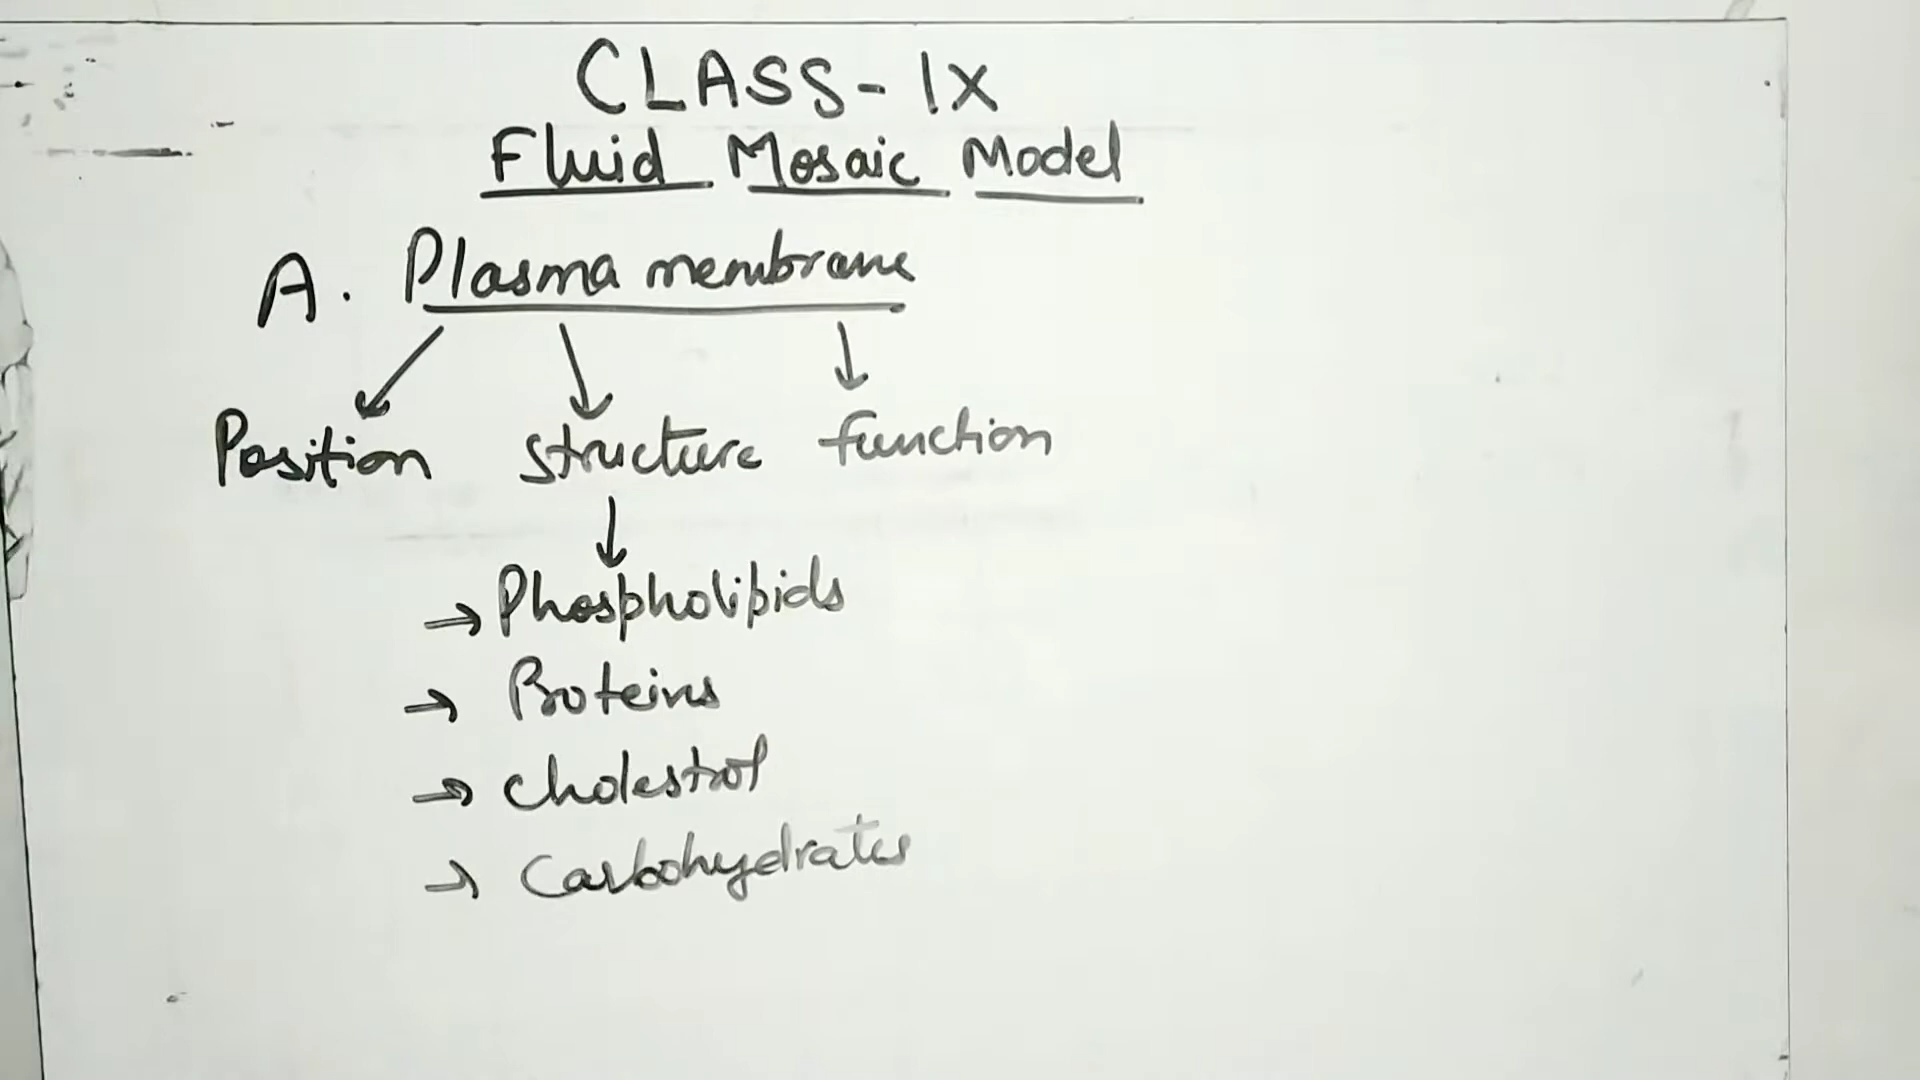 CLASS-IX
Fluid Mosaic Model
A. Plasma membrane
Position structure function
→ Phospholipids
→ Proteins
→ Cholestrol
→ Carbohydrates